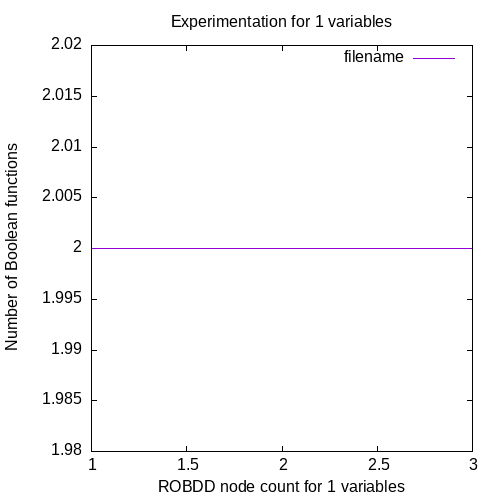 Experimentation for 1 variables
filename
2.02
2.015
2.01
2.005
2
1.995
1.99
1.985
1.98
Number of Boolean functions
1 1.5 2 2.5 3
ROBDD node count for 1 variables